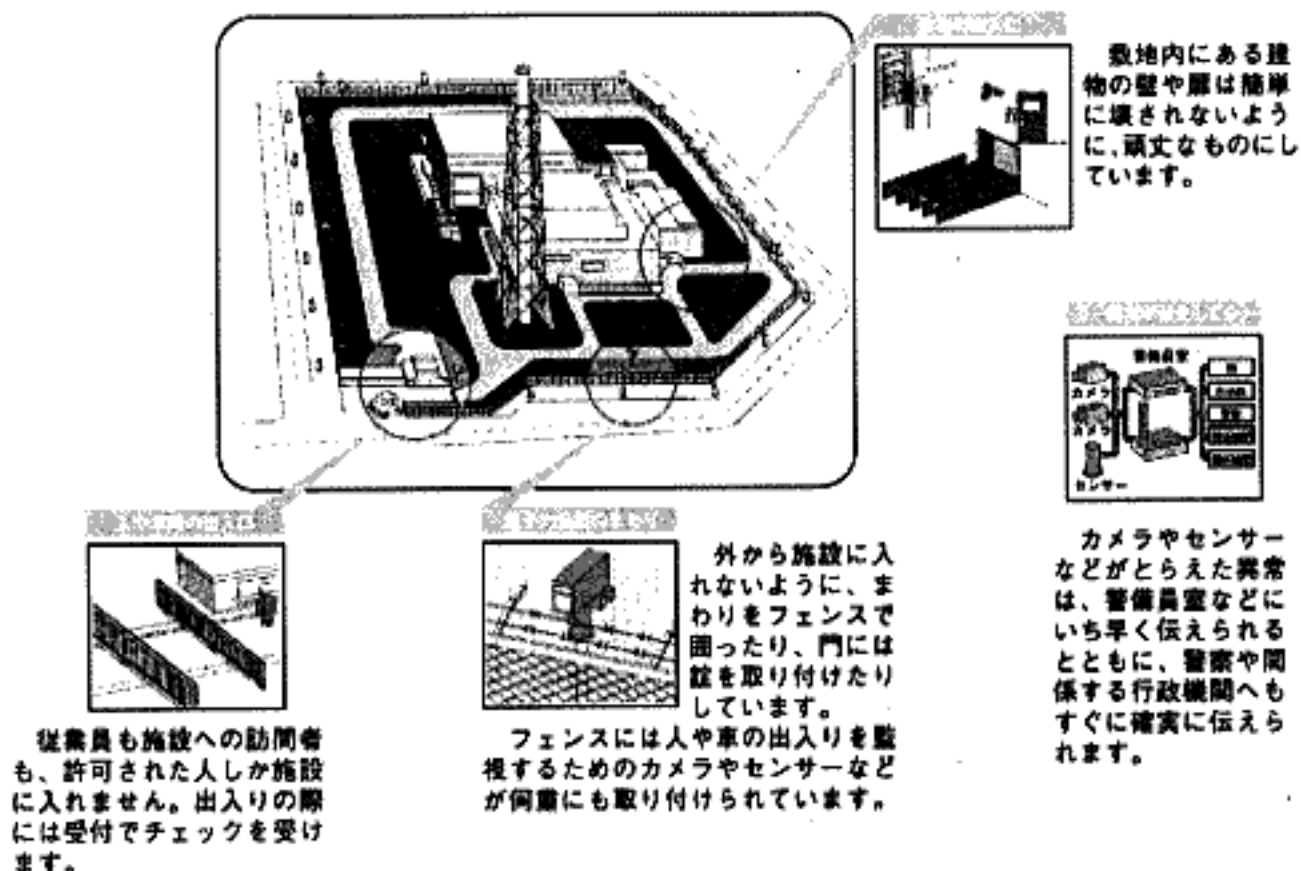 敷地内にある建
物の壁や扉は簡単
に壊されないよう
に、頑丈なものにし
ています。
警備員室
カメラ
カメラ
センサー
カメラやセンサー
などがとらえた異常
は、警備員室などに
いち早く伝えられる
とともに、警察や関
係する行政機関へも
すぐに確実に伝えら
れます。
外から施設に入
れないように、ま
わりをフェンスで
囲ったり、門には
錠を取り付けたり
しています。
フェンスには人や車の出入りを監
視するためのカメラやセンサーなど
が何重にも取り付けられています。
従業員も施設への訪問者
も、許可された人しか施設
に入れません。出入りの際
には受付でチェックを受け
ます。